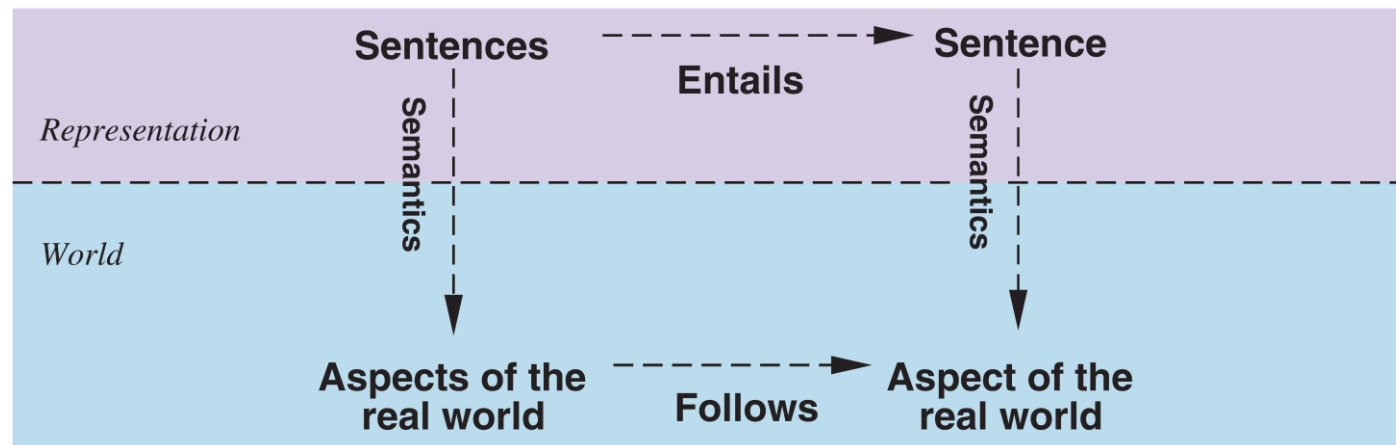 Sentences
Sentence
Entails
Semantics
Semantics
Representation
World
Aspects of the
real world
Follows
Aspect of the
real world